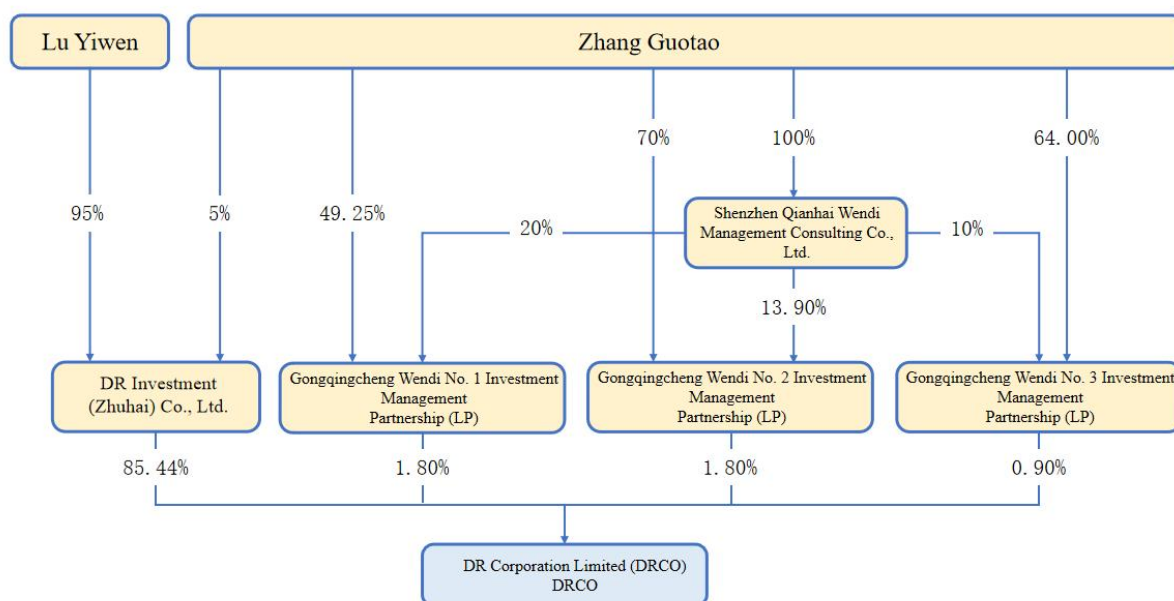 Lu Yiwen
Zhang Guotao
70%
100%
64.00%
95%
5%
49.25%
Shenzhen Qianhai Wendi
Management Consulting Co.,
Ltd.
20%
10%
13.90%
DR Investment
(Zhuhai) Co., Ltd.
Gongqingcheng Wendi No. 1 Investment
Management
Partnership (LP)
Gongqingcheng Wendi No. 2 Investment
Management
Partnership (LP)
Gongqingcheng Wendi No. 3 Investment
Management
Partnership (LP)
85.44%
1.80%
1.80%
0.90%
DR Corporation Limited (DRCO)
DRCO